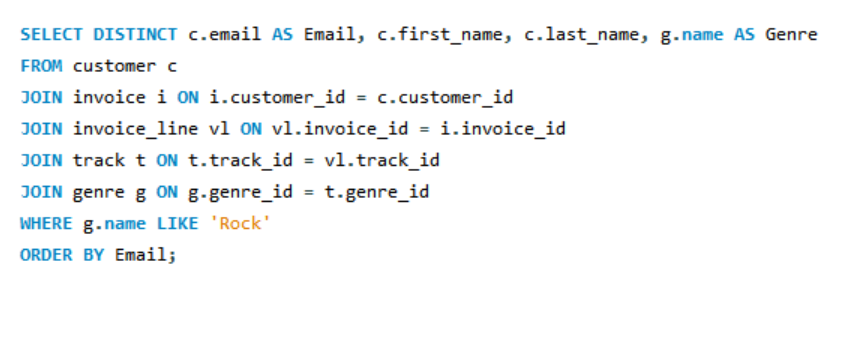 SELECT DISTINCT c.email AS Email, c.first_name, c.last_name, g.name AS Genre
FROM customer c
JOIN invoice i ON i.customer_id = c.customer_id
JOIN invoice_line vl ON vl.invoice_id = i.invoice_id
JOIN track t ON t.track_id = vl.track_id
JOIN genre g ON g.genre_id = t.genre_id
WHERE g.name LIKE 'Rock'
ORDER BY Email;